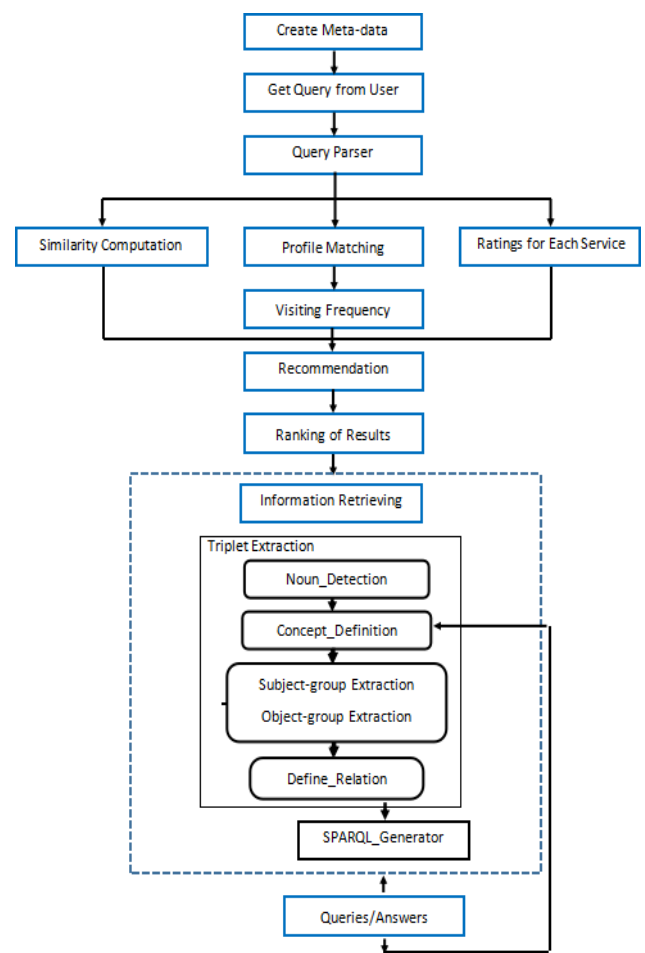 Create Meta-data
Get Query from User
Query Parser
Similarity Computation
Profile Matching
Ratings for Each Service
Visiting Frequency
Recommendation
Ranking of Results
Information Retrieving
Triplet Extraction
Noun_Detection
Concept_Definition
Subject-group Extraction
Object-group Extraction
Define_Relation
SPARQL_Generator
Queries/Answers